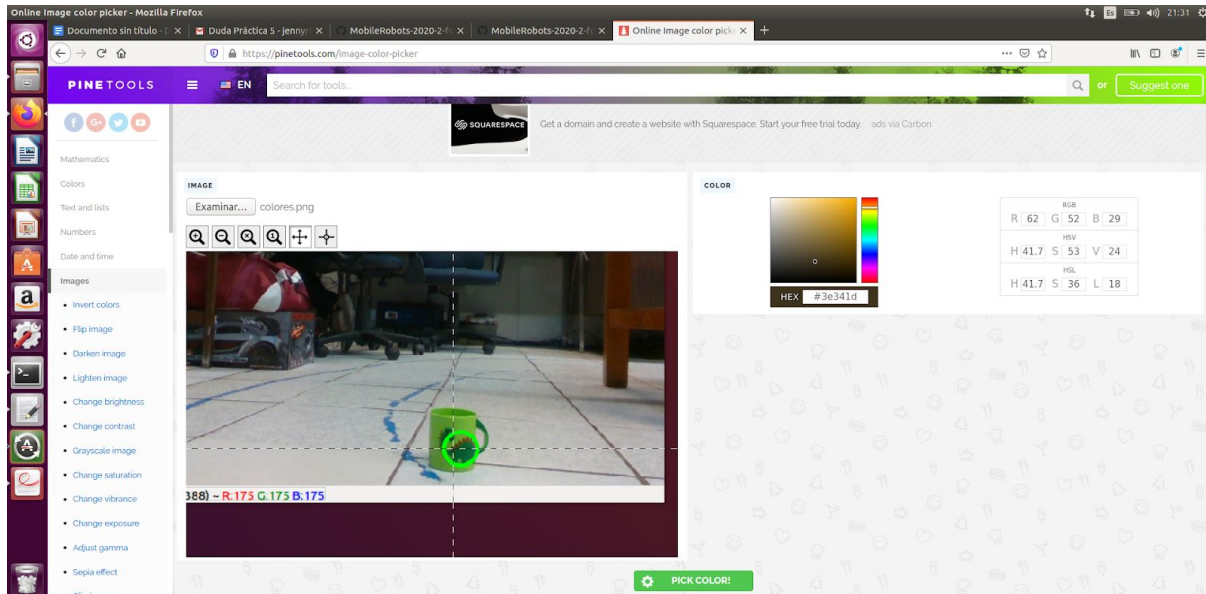 Online Image color picker - Mozilla Firefox
Es 21:31
Documento sin título - D Duda Práctica 5 - jennyr MobileRobots-2020-2-f MobileRobots-2020-2-f Online Image color picke
https://pinetools.com/image-color-picker
PINETOOLS EN Search for tools... or Suggest one
SQUARESPACE Get a domain and create a website with Squarespace. Start your free trial today. ads via Carbon
Mathematics
Colors
Text and lists
Numbers
Date and time
Images
Invert colors
Flip image
Darken image
Lighten image
Change brightness
Change contrast
Grayscale image
Change saturation
Change vibrance
Change exposure
Adjust gamma
Sepia effect
IMAGE
Examinar... colores.png
388) ~ R:175 G:175 B:175
PICK COLOR!
COLOR
HEX #3e341d
RGB
R 62 G 52 B 29
HSV
H 41.7 S 53 V 24
HSL
H 41.7 S 36 L 18